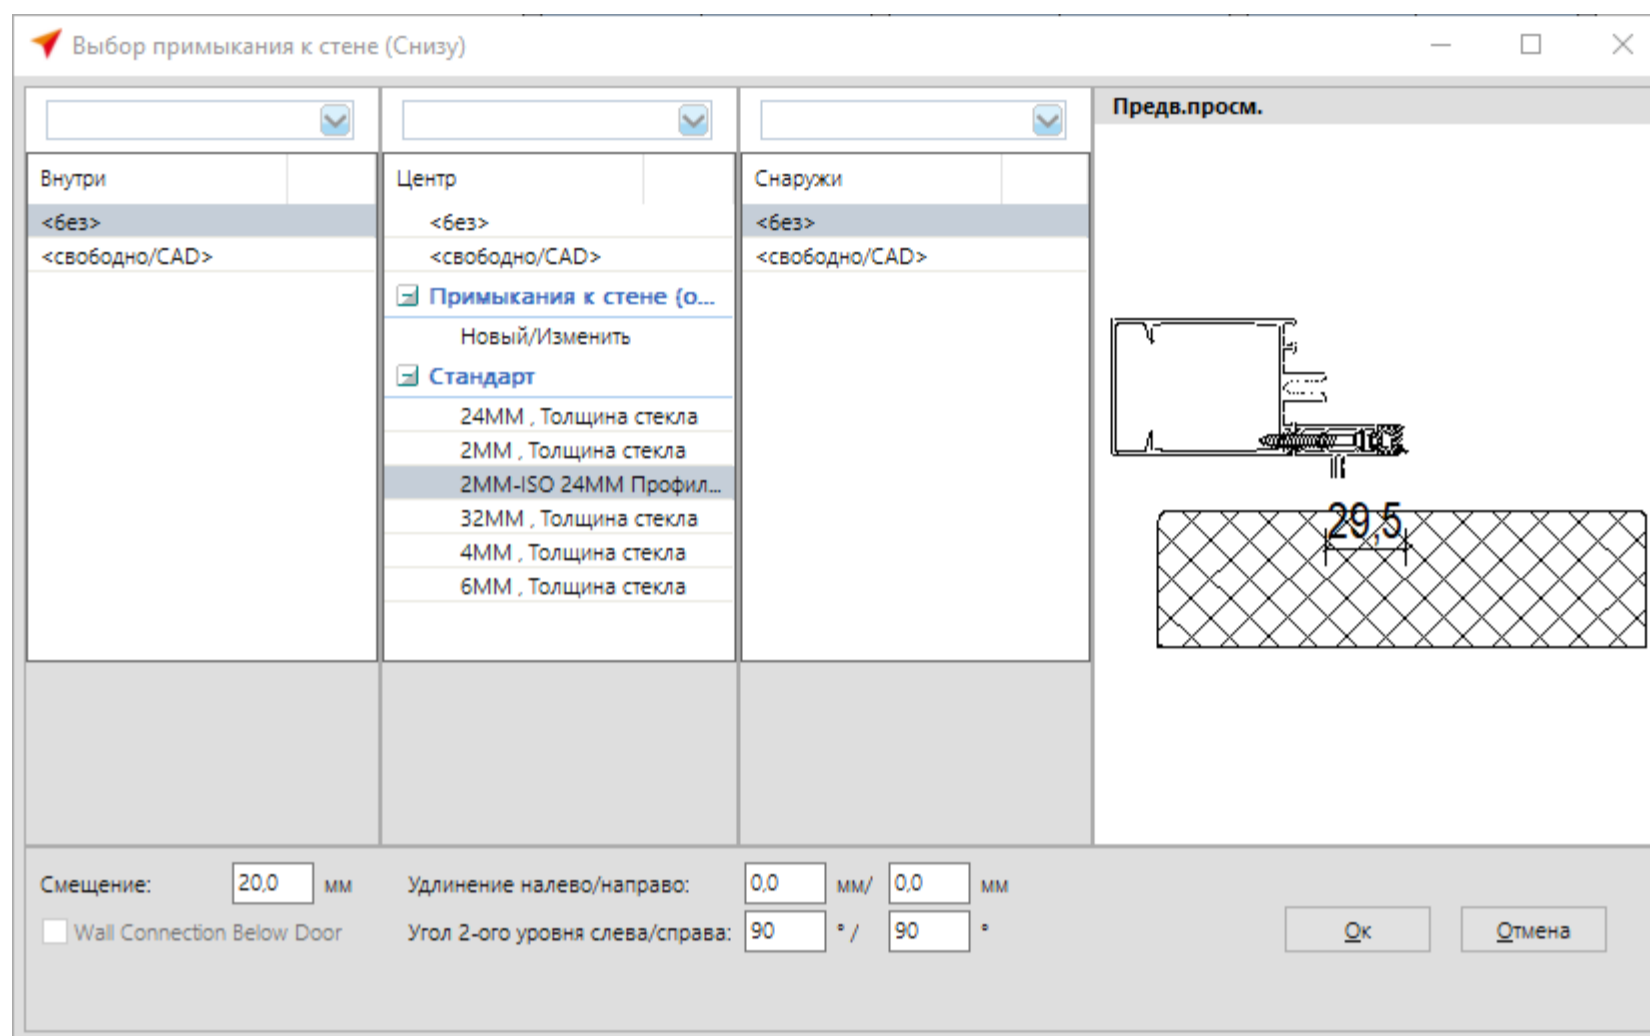 Выбор примыкания к стене (Снизу)
Предв.просм.
Внутри
<без>
<свободно/CAD>
Центр
<без>
<свободно/CAD>
Примыкания к стене (о...
Новый/Изменить
Стандарт
24MM , Толщина стекла
2MM , Толщина стекла
2MM-ISO 24MM Профил...
32MM , Толщина стекла
4MM , Толщина стекла
6MM , Толщина стекла
Снаружи
<без>
<свободно/CAD>
29,5
Смещение: 20,0 мм
Удлинение налево/направо: 0,0 мм/ 0,0 мм
Wall Connection Below Door
Угол 2-ого уровня слева/справа: 90 ° / 90 °
Ок
Отмена